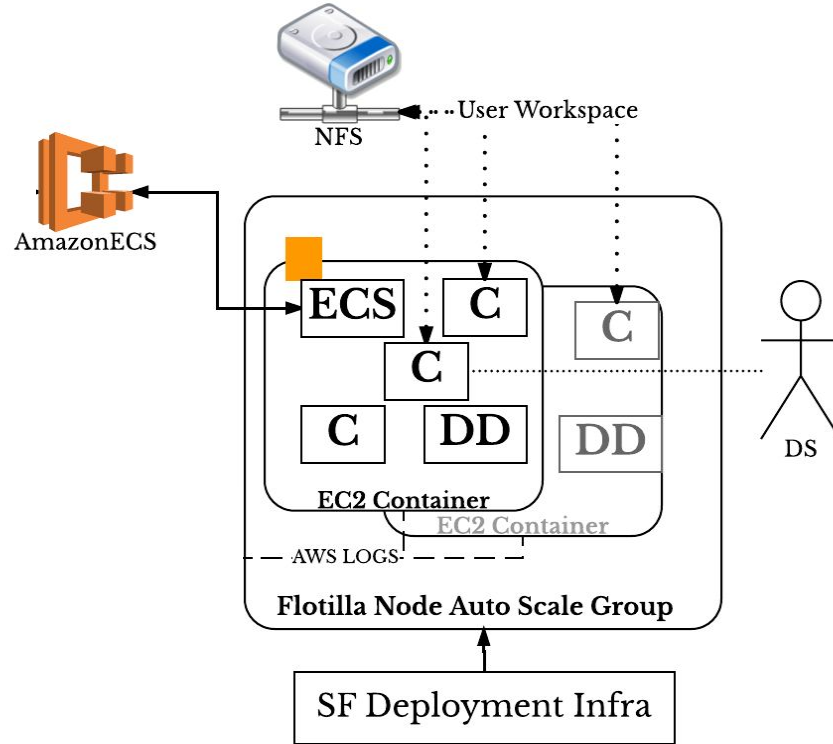 User Workspace
NFS
AmazonECS
ECS
C
C
C
C
DD
DD
DS
EC2 Container
EC2 Container
AWS LOGS
Flotilla Node Auto Scale Group
SF Deployment Infra